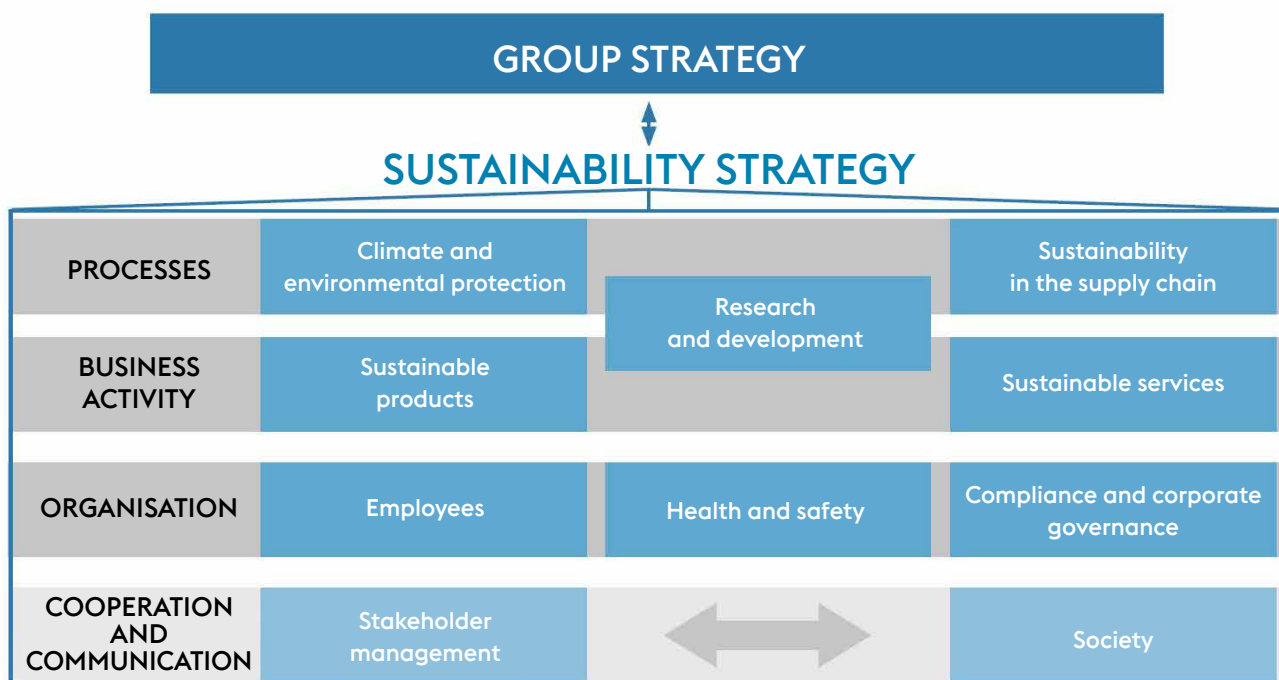 GROUP STRATEGY
SUSTAINABILITY STRATEGY
PROCESSES
Climate and
environmental protection
Research
and development
Sustainability
in the supply chain
BUSINESS
ACTIVITY
Sustainable
products
Sustainable services
ORGANISATION
Employees
Health and safety
Compliance and corporate
governance
COOPERATION
AND
COMMUNICATION
Stakeholder
management
Society